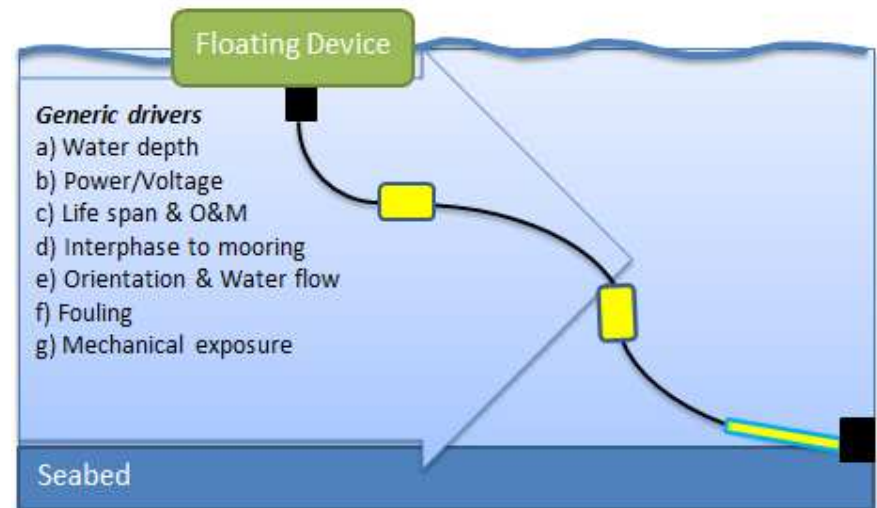 Floating Device
Generic drivers
a) Water depth
b) Power/Voltage
c) Life span & O&M
d) Interphase to mooring
e) Orientation & Water flow
f) Fouling
g) Mechanical exposure
Seabed